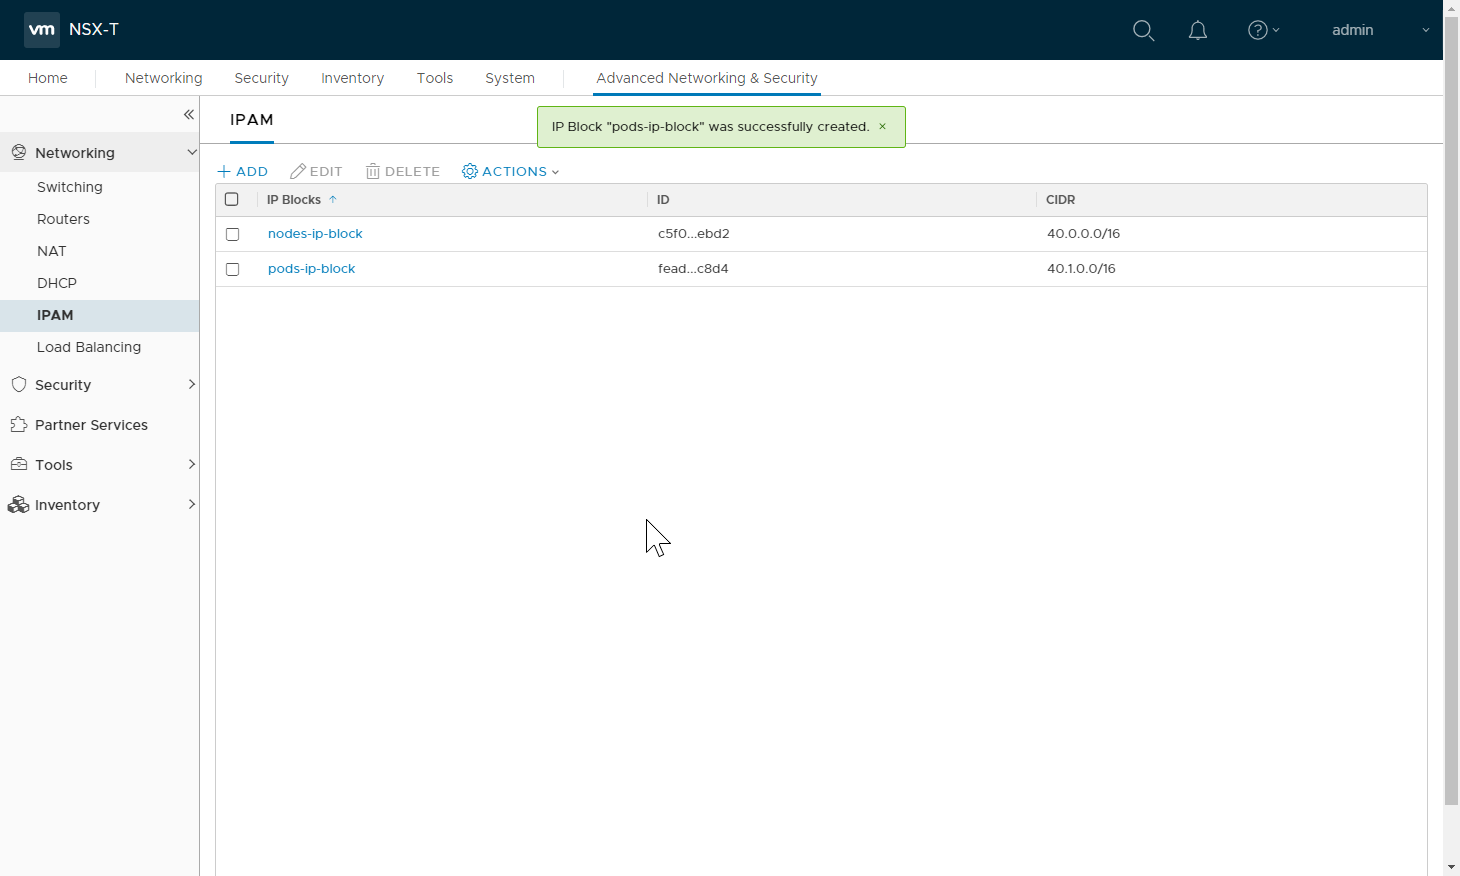 vm NSX-T
admin
Home Networking Security Inventory Tools System Advanced Networking & Security
IPAM
IP Block "pods-ip-block" was successfully created. ×
Networking
Switching
Routers
NAT
DHCP
IPAM
Load Balancing
Security
Partner Services
Tools
Inventory
+ ADD EDIT DELETE ACTIONS
IP Blocks ↑ ID CIDR
nodes-ip-block c5f0...ebd2 40.0.0.0/16
pods-ip-block fead...c8d4 40.1.0.0/16